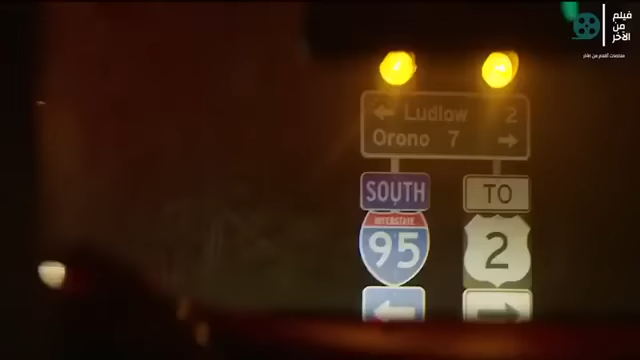 فيلم
من
الآخر
← Ludlow 2
Orono 7 →
SOUTH
TO
INTERSTATE
95
2